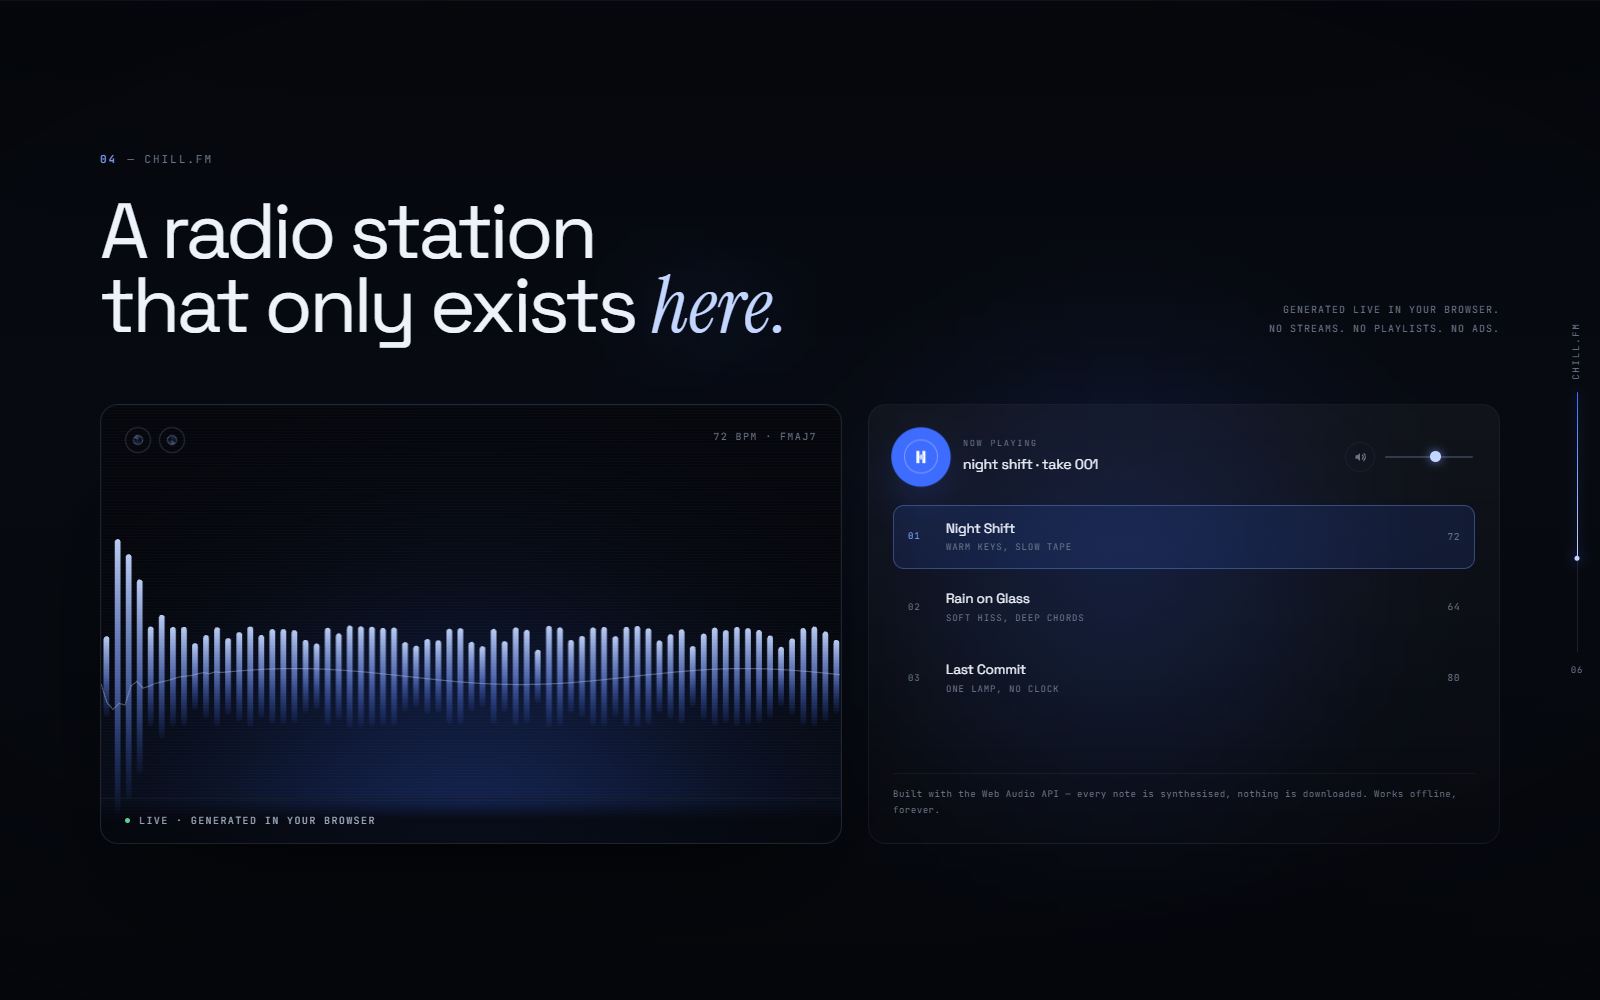 04 — CHILL.FM
A radio station
that only exists here.
GENERATED LIVE IN YOUR BROWSER.
NO STREAMS. NO PLAYLISTS. NO ADS.
CHILL.FM
06
72 BPM · FMAJ7
LIVE · GENERATED IN YOUR BROWSER
NOW PLAYING
night shift · take 001
01 Night Shift 72
WARM KEYS, SLOW TAPE
02 Rain on Glass 64
SOFT HISS, DEEP CHORDS
03 Last Commit 80
ONE LAMP, NO CLOCK
Built with the Web Audio API — every note is synthesised, nothing is downloaded. Works offline,
forever.